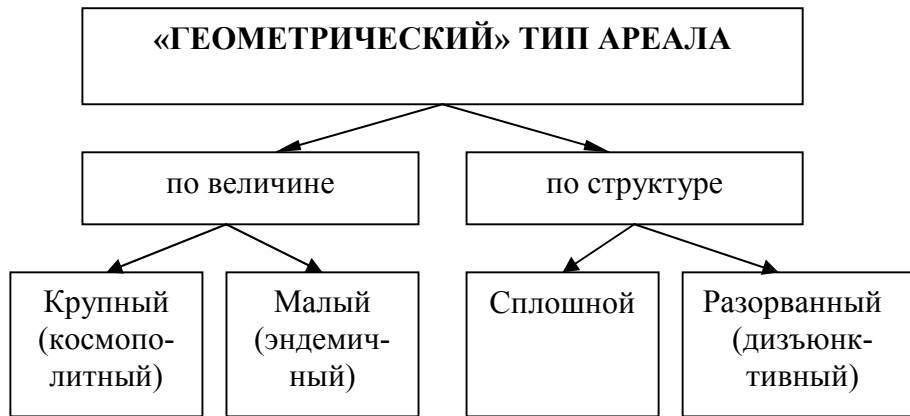 «ГЕОМЕТРИЧЕСКИЙ» ТИП АРЕАЛА
по величине
по структуре
Крупный
(космопо-
литный)
Малый
(эндемич-
ный)
Сплошной
Разорванный
(дизъюнк-
тивный)